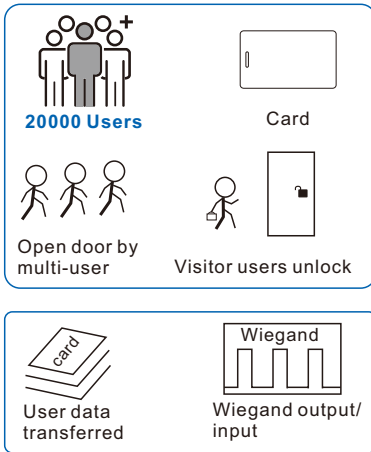 20000 Users
Card
Open door by
multi-user
Visitor users unlock
card
User data
transferred
Wiegand
Wiegand output/
input